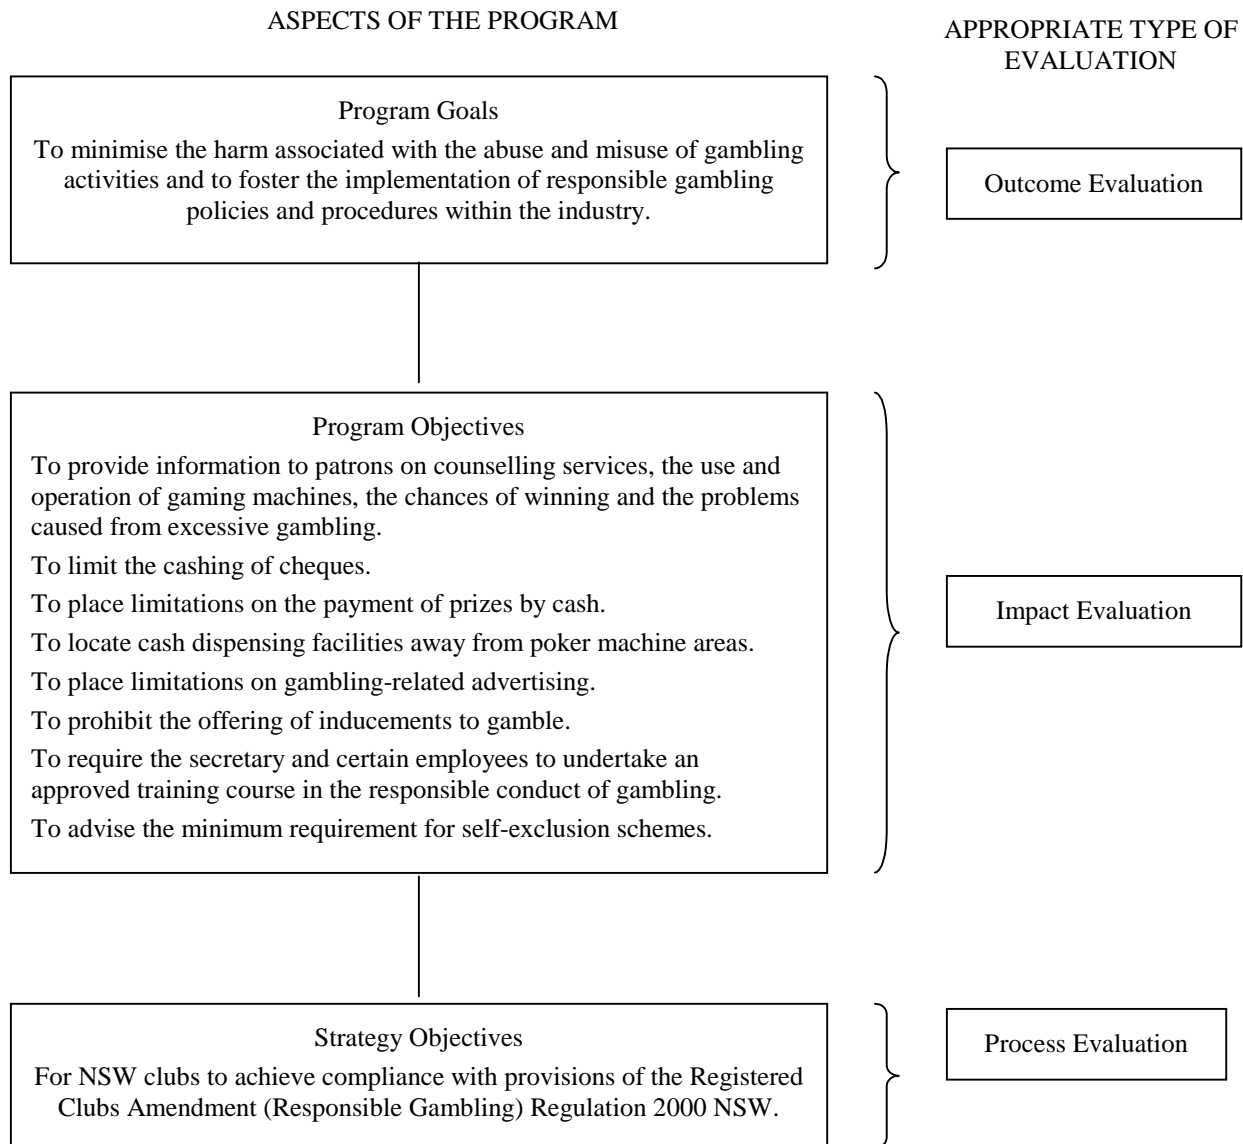 ASPECTS OF THE PROGRAM
APPROPRIATE TYPE OF
EVALUATION
Program Goals
To minimise the harm associated with the abuse and misuse of gambling
activities and to foster the implementation of responsible gambling
policies and procedures within the industry.
Outcome Evaluation
Program Objectives
To provide information to patrons on counselling services, the use and
operation of gaming machines, the chances of winning and the problems
caused from excessive gambling.
To limit the cashing of cheques.
To place limitations on the payment of prizes by cash.
To locate cash dispensing facilities away from poker machine areas.
To place limitations on gambling-related advertising.
To prohibit the offering of inducements to gamble.
To require the secretary and certain employees to undertake an
approved training course in the responsible conduct of gambling.
To advise the minimum requirement for self-exclusion schemes.
Impact Evaluation
Strategy Objectives
For NSW clubs to achieve compliance with provisions of the Registered
Clubs Amendment (Responsible Gambling) Regulation 2000 NSW.
Process Evaluation